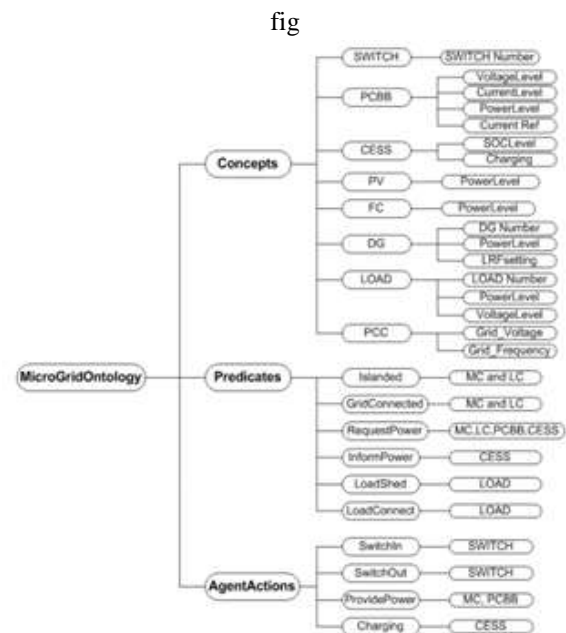 fig
SWITCH
SWITCH Number
PCBB
VoltageLevel
CurrentLevel
PowerLevel
Current Ref
Concepts
CESS
SOCLevel
Charging
PV
PowerLevel
FC
PowerLevel
DG
DG Number
PowerLevel
LRFsetting
LOAD
LOAD Number
PowerLevel
VoltageLevel
PCC
Grid_Voltage
Grid_Frequency
MicroGridOntology
Predicates
Islanded
MC and LC
GridConnected
MC and LC
RequestPower
MC,LC,PCBB,CESS
InformPower
CESS
LoadShed
LOAD
LoadConnect
LOAD
AgentActions
SwitchIn
SWITCH
SwitchOut
SWITCH
ProvidePower
MC, PCBB
Charging
CESS